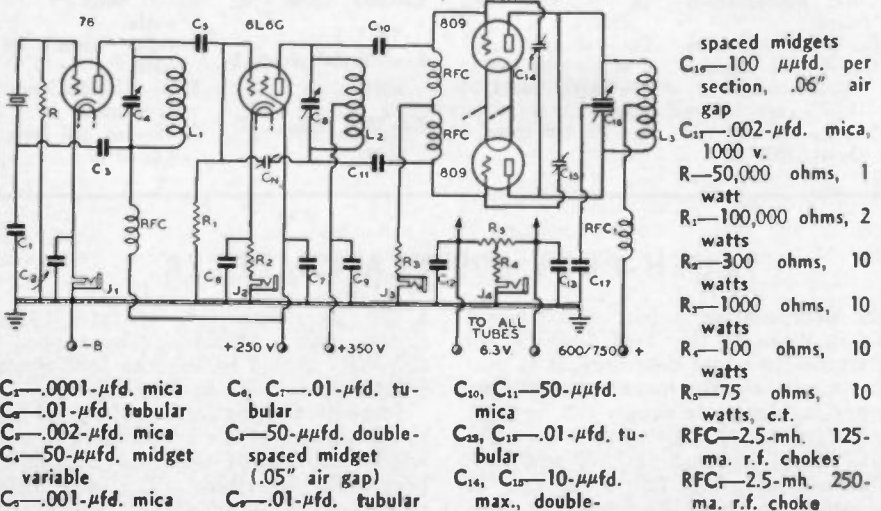 76
6L6G
809
C₅
C₁₀
C₁₄
R
C₄
L₁
C₈
L₂
RFC
C₁₆
L₃
C₃
Cₙ
C₁₁
RFC
809
C₁₅
RFC
R₁
RFC₁
C₁
R₅
C₂
C₆
R₂
C₇
C₉
R₃
C₁₂
R₄
C₁₃
C₁₇
J₁
J₂
J₃
J₄
TO ALL
TUBES
-B
+250 V
+350 V
6.3V.
600/750 +
C₁—.0001-μfd. mica
C₂—.01-μfd. tubular
C₃—.002-μfd. mica
C₄—50-μμfd. midget
variable
C₅—.001-μfd. mica
C₆, C₇—.01-μfd. tu-
bular
C₈—50-μμfd. double-
spaced midget
(.05" air gap)
C₉—.01-μfd. tubular
C₁₀, C₁₁—50-μμfd.
mica
C₁₂, C₁₃—.01-μfd. tu-
bular
C₁₄, C₁₅—10-μμfd.
max., double-
spaced midgets
C₁₆—100 μμfd. per
section, .06" air
gap
C₁₇—.002-μfd. mica,
1000 v.
R—50,000 ohms, 1
watt
R₁—100,000 ohms, 2
watts
R₂—300 ohms, 10
watts
R₃—1000 ohms, 10
watts
R₄—100 ohms, 10
watts
R₅—75 ohms, 10
watts, c.t.
RFC—2.5-mh. 125-
ma. r.f. chokes
RFC₁—2.5-mh. 250-
ma. r.f. choke